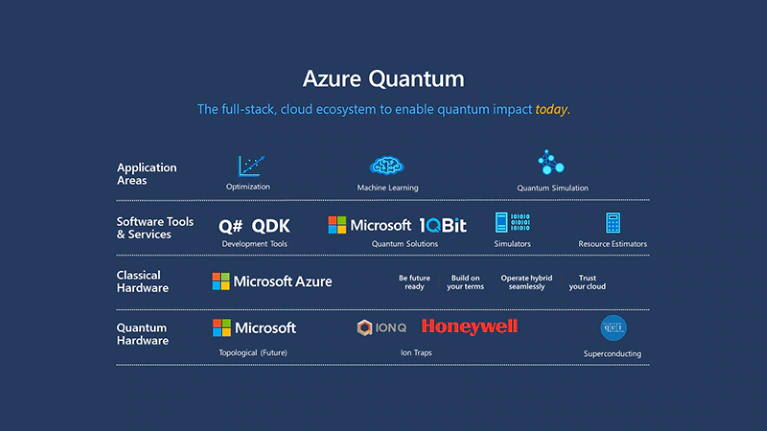 Azure Quantum
The full-stack, cloud ecosystem to enable quantum impact today.
Application
Areas
Optimization
Machine Learning
Quantum Simulation
Software Tools
& Services
Q# QDK
Development Tools
Microsoft 1QBit
Quantum Solutions
Simulators
Resource Estimators
Classical
Hardware
Microsoft Azure
Be future
ready
Build on
your terms
Operate hybrid
seamlessly
Trust
your cloud
Quantum
Hardware
Microsoft
Topological (Future)
IONQ Honeywell
Ion Traps
Superconducting